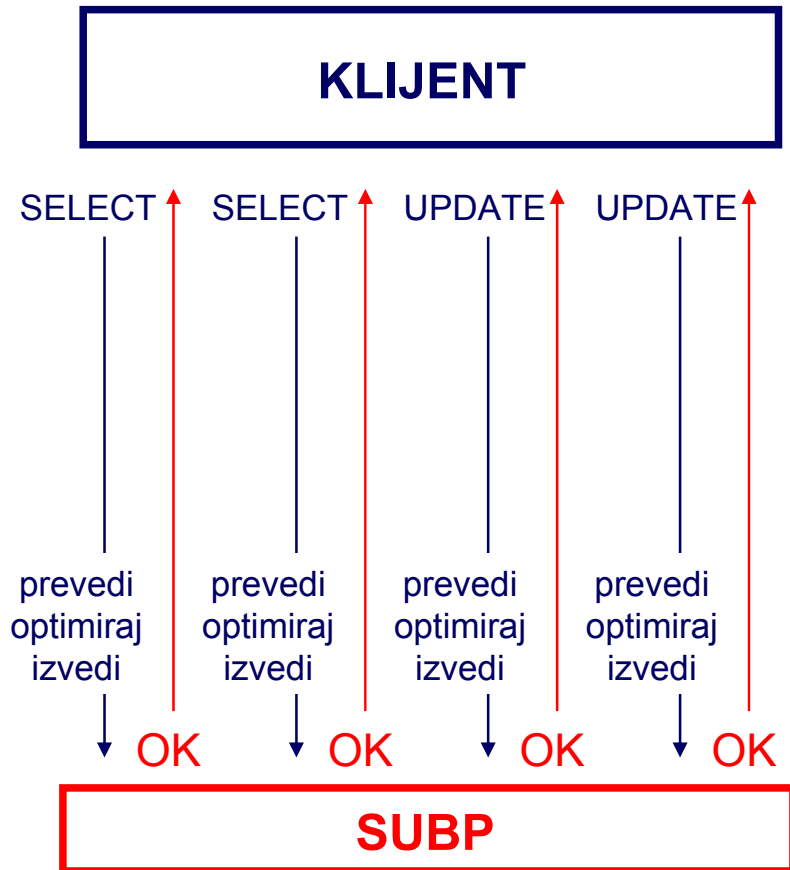 KLIJENT
SELECT SELECT UPDATE UPDATE
prevedi prevedi prevedi prevedi
optimiraj optimiraj optimiraj optimiraj
izvedi izvedi izvedi izvedi
OK OK OK OK
SUBP